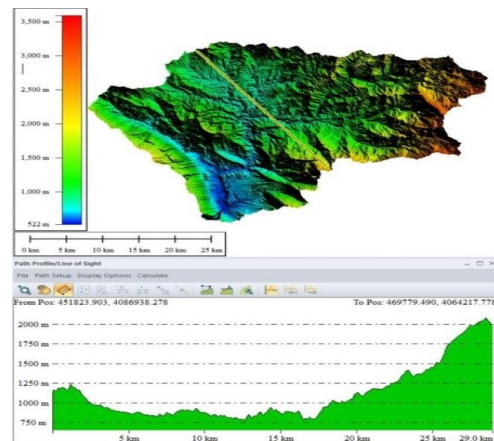 3,500 m
3,000 m
2,500 m
2,000 m
1,500 m
1,000 m
522 m
0 km 5 km 10 km 15 km 20 km 25 km
Path Profile/Line of Sight
File Path Setup Display Options Calculate
From Pos: 451823.903, 4086938.278 To Pos: 469779.490, 4064217.778
2000 m
1750 m
1500 m
1250 m
1000 m
750 m
5 km 10 km 15 km 20 km 25 km 29.0 km